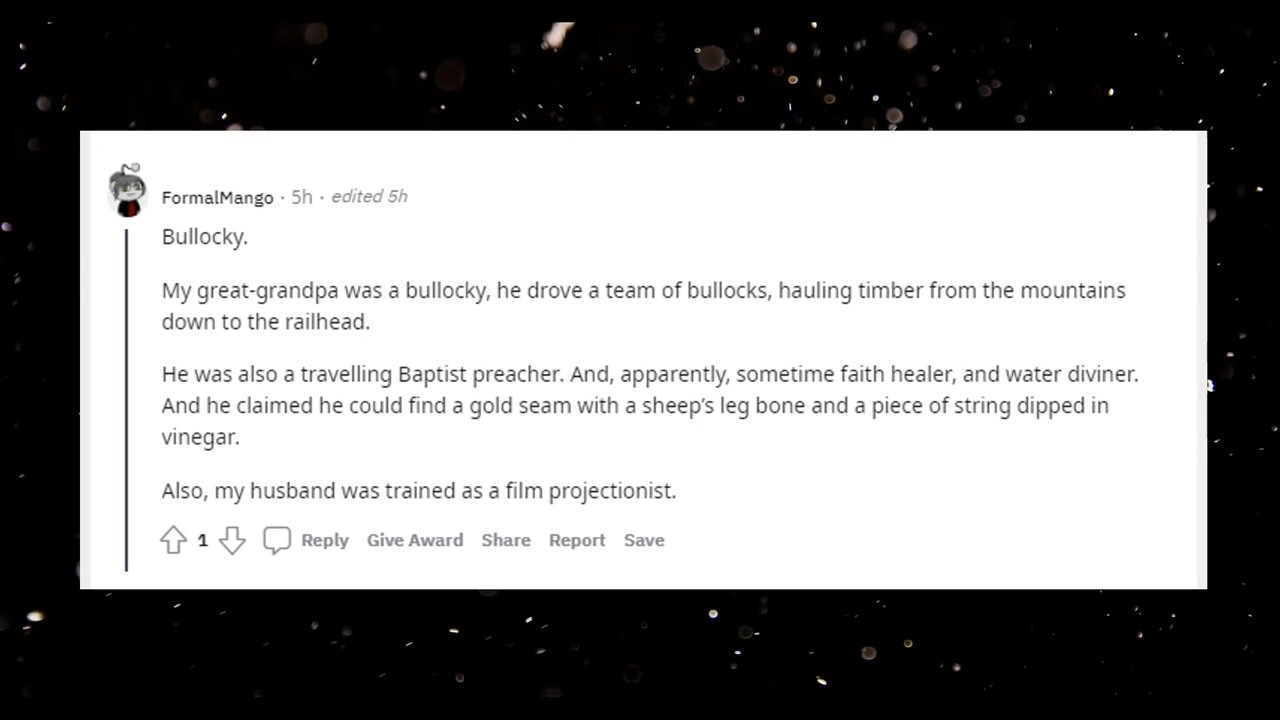 FormalMango · 5h · edited 5h
Bullocky.
My great-grandpa was a bullocky, he drove a team of bullocks, hauling timber from the mountains
down to the railhead.
He was also a travelling Baptist preacher. And, apparently, sometime faith healer, and water diviner.
And he claimed he could find a gold seam with a sheep’s leg bone and a piece of string dipped in
vinegar.
Also, my husband was trained as a film projectionist.
1 Reply Give Award Share Report Save